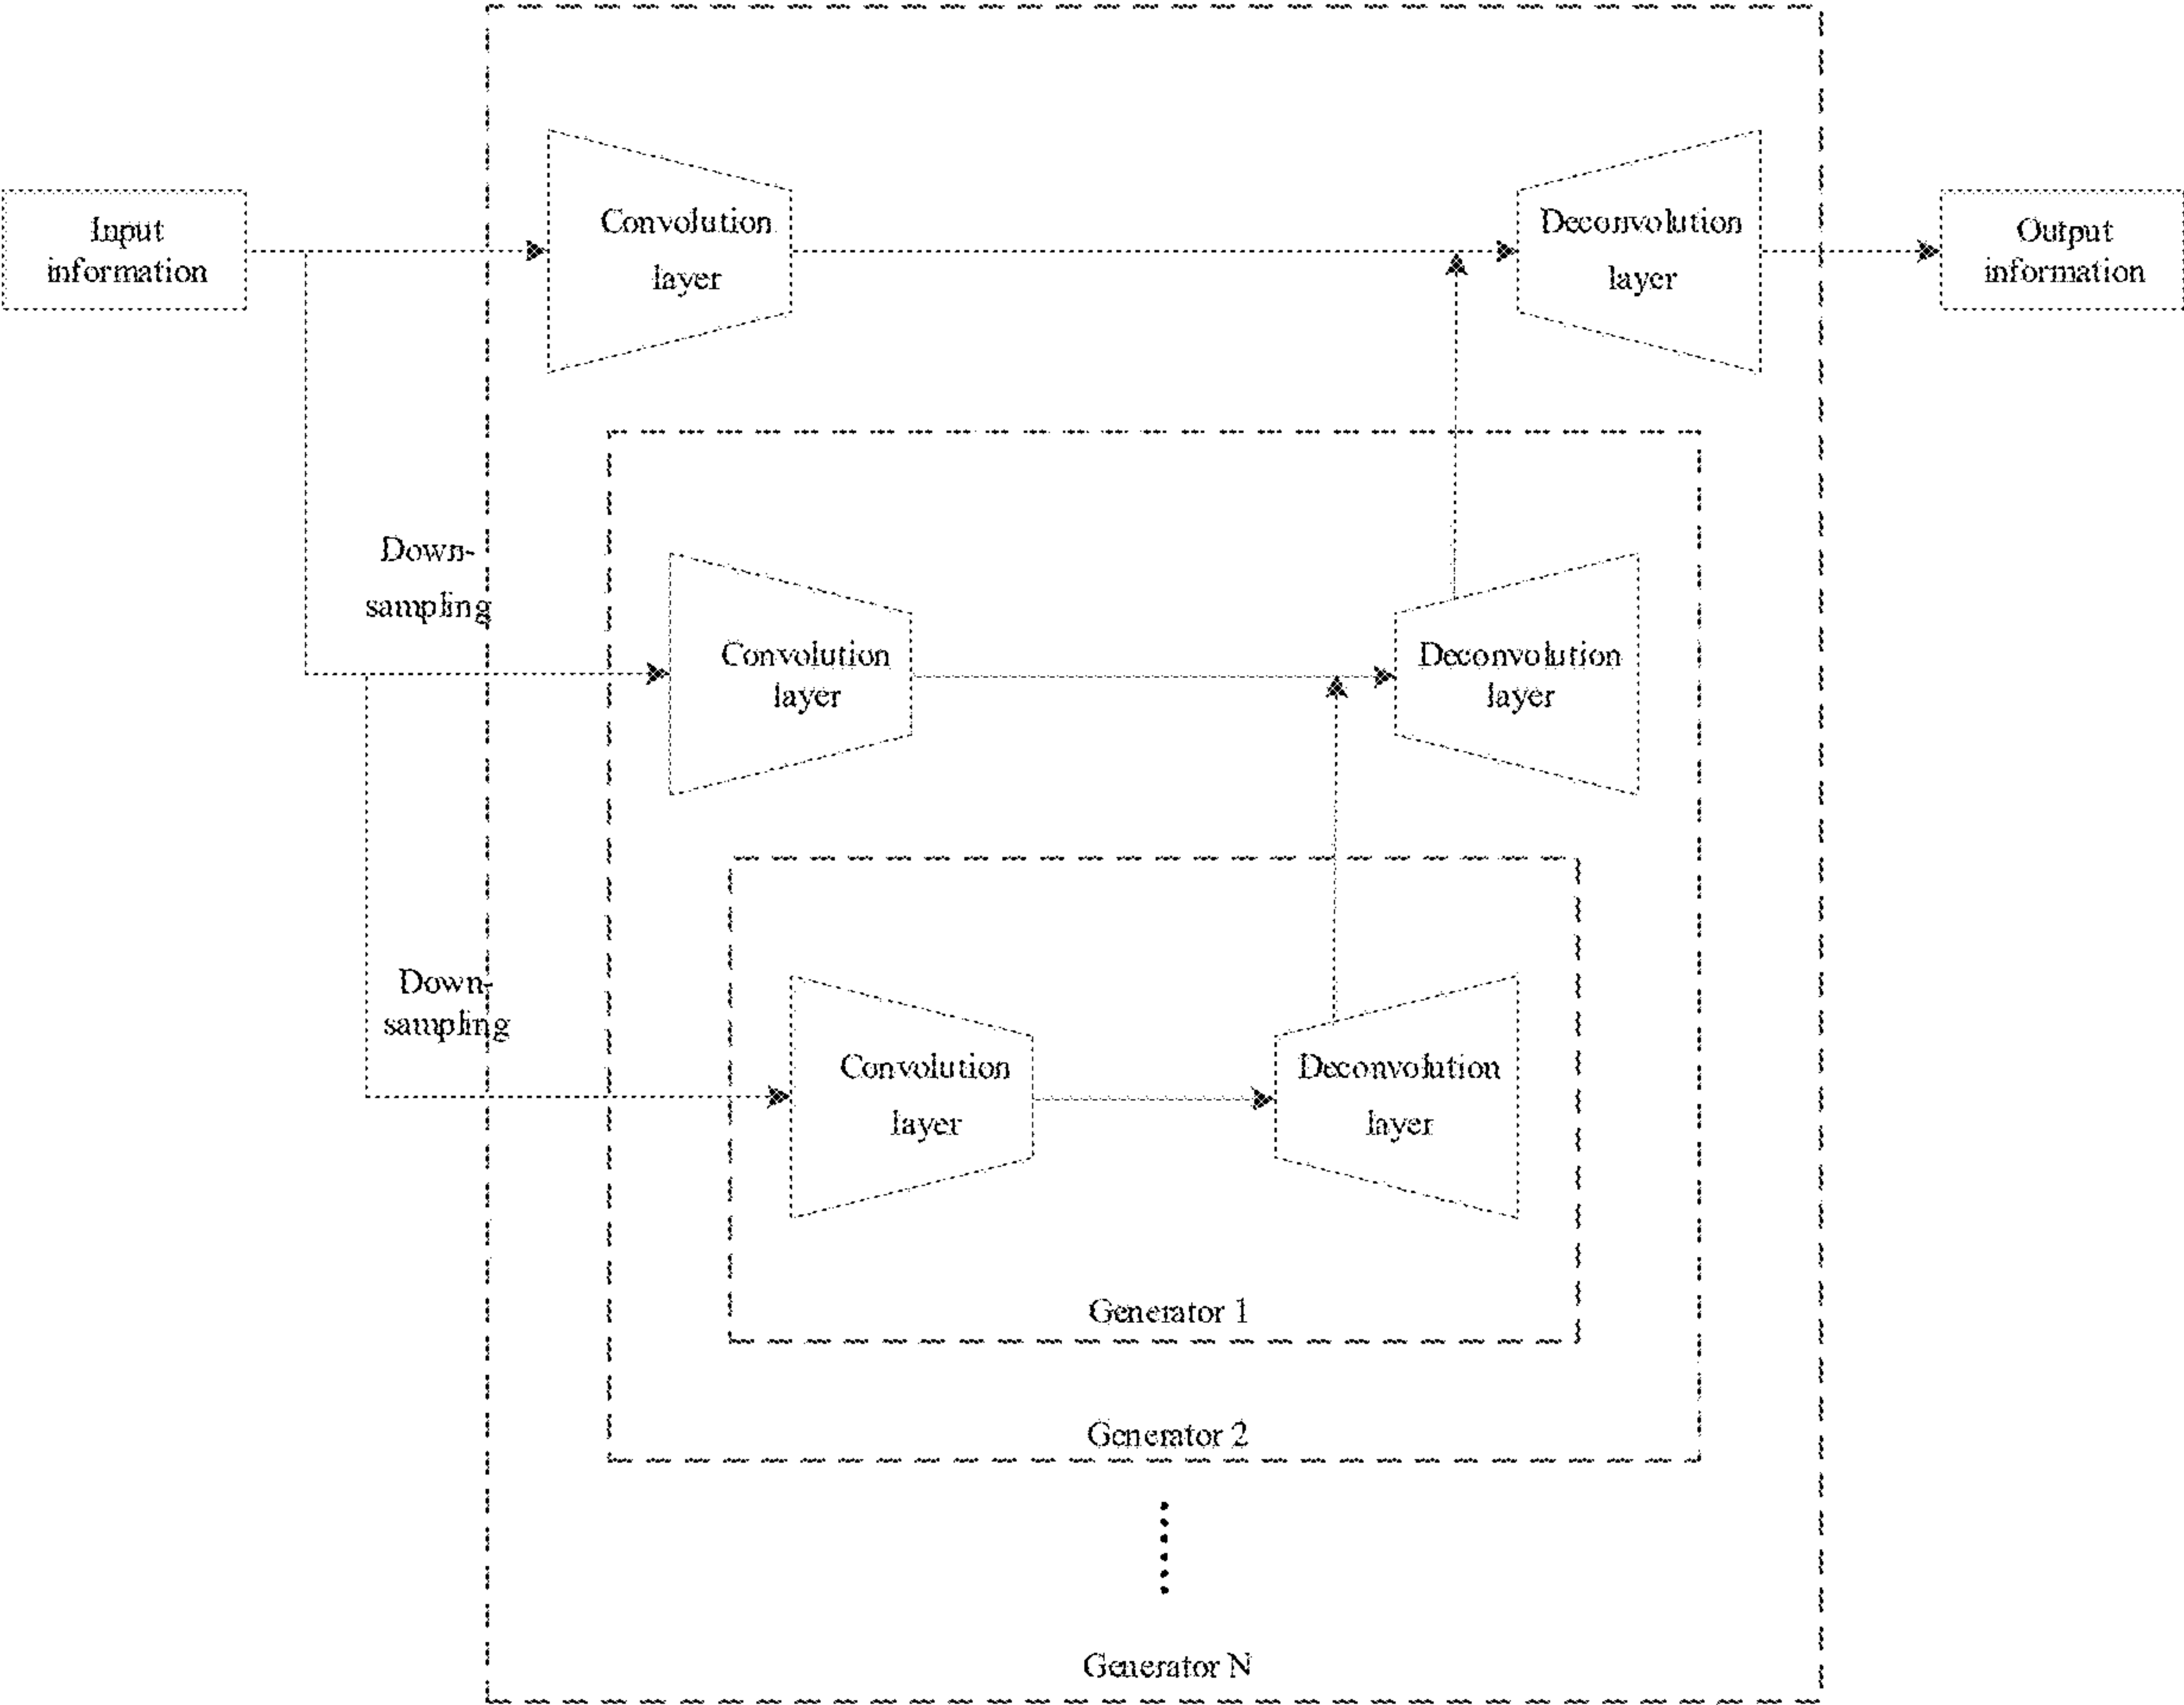 Input
information
Convolution
layer
Deconvolution
layer
Output
information
Down-
sampling
Convolution
layer
Deconvolution
layer
Down-
sampling
Convolution
layer
Deconvolution
layer
Generator 1
Generator 2
Generator N